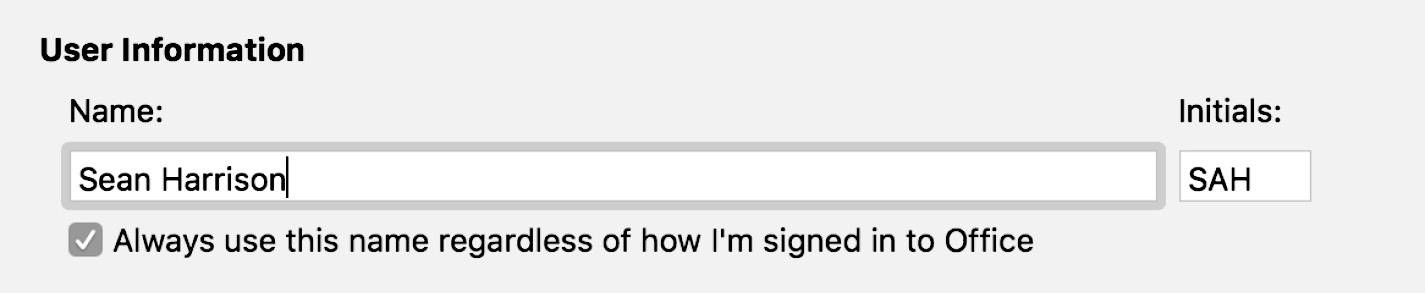 User Information
Name:
Initials:
Sean Harrison
SAH
Always use this name regardless of how I'm signed in to Office